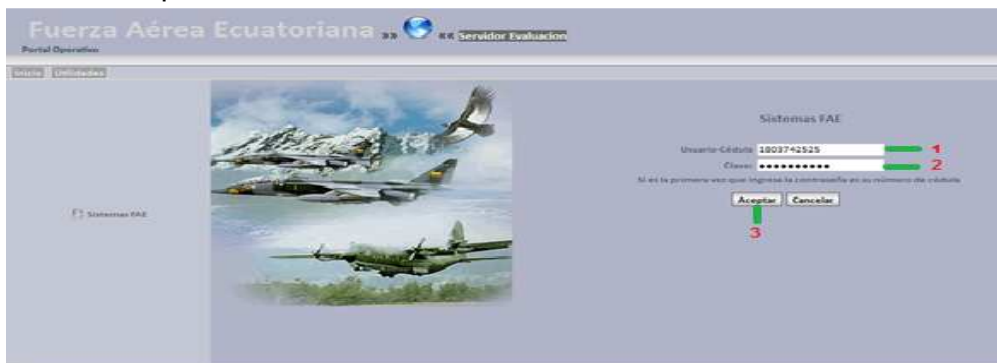 Fuerza Aérea Ecuatoriana »» «« Servidor Evaluacion
Portal Operativo
Inicio Utilidades
Sistemas FAE
Usuario-Cédula 1803742525 1
Clave: •••••••••• 2
Si es la primera vez que ingresa la contraseña es su número de cédula
Aceptar Cancelar
Sistemas FAE
3